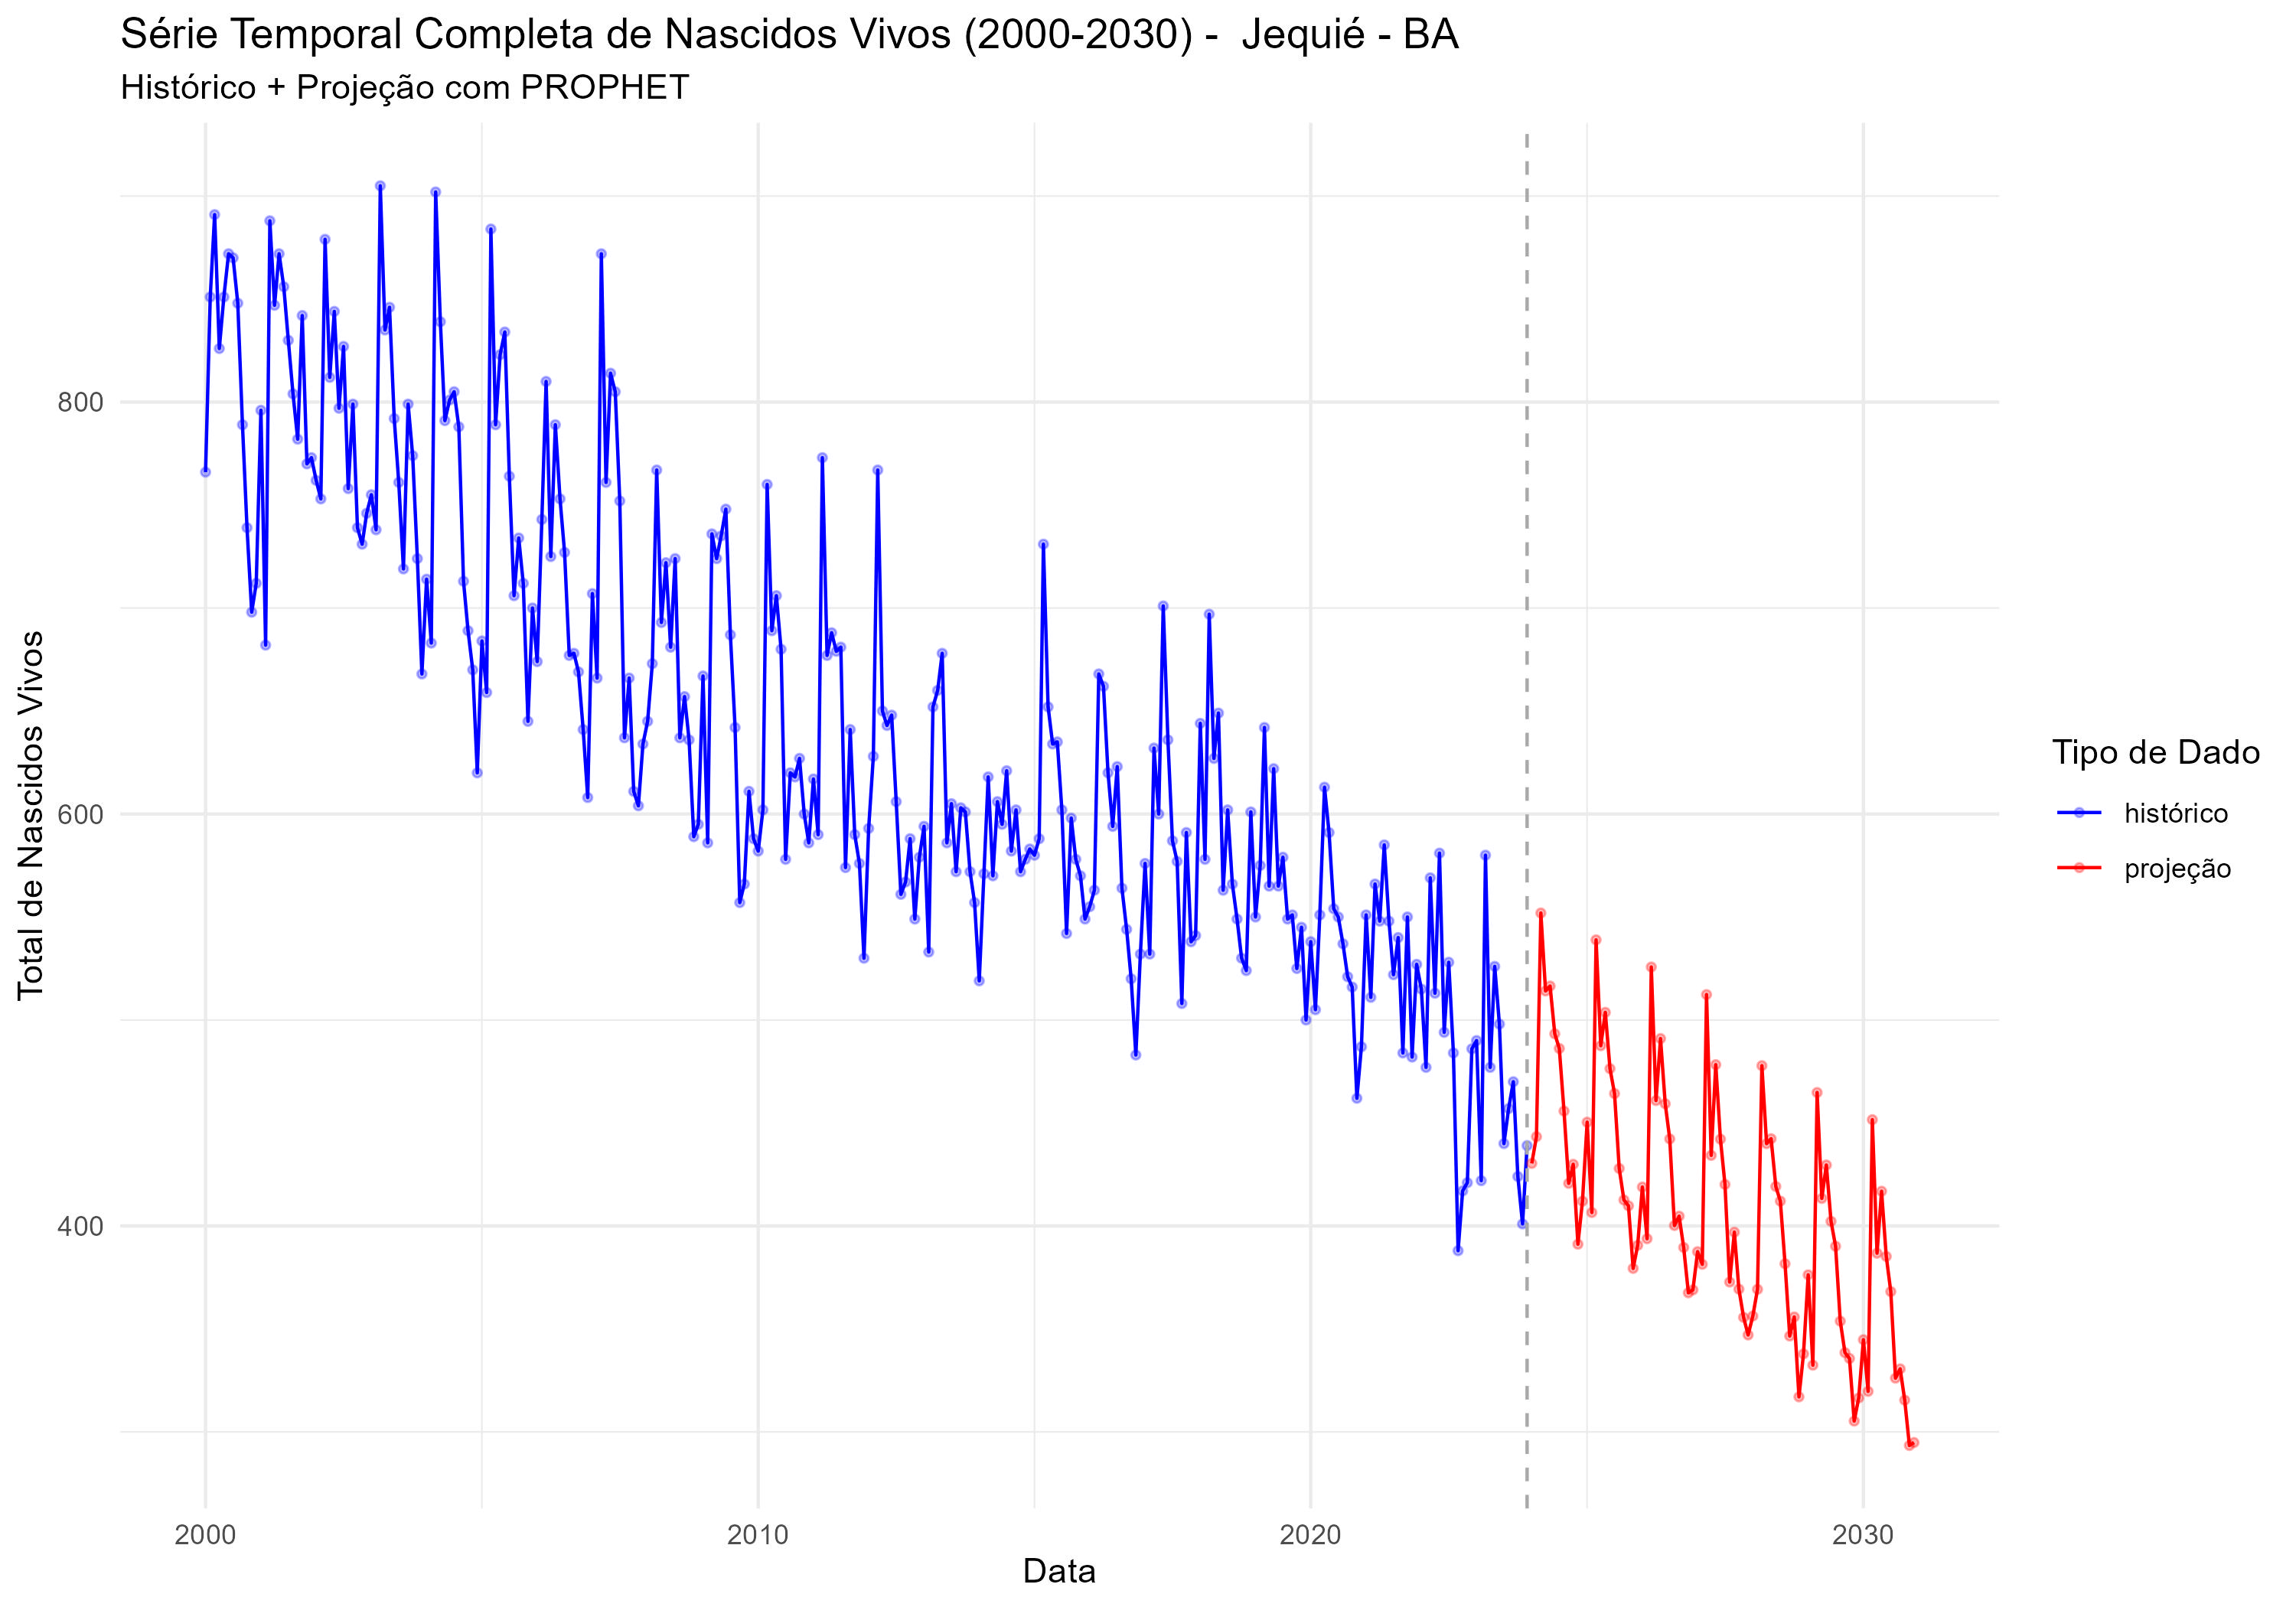 Série Temporal Completa de Nascidos Vivos (2000-2030) -  Jequié - BA
Histórico + Projeção com PROPHET
Total de Nascidos Vivos
800
600
400
2000
2010
2020
2030
Data
Tipo de Dado
histórico
projeção